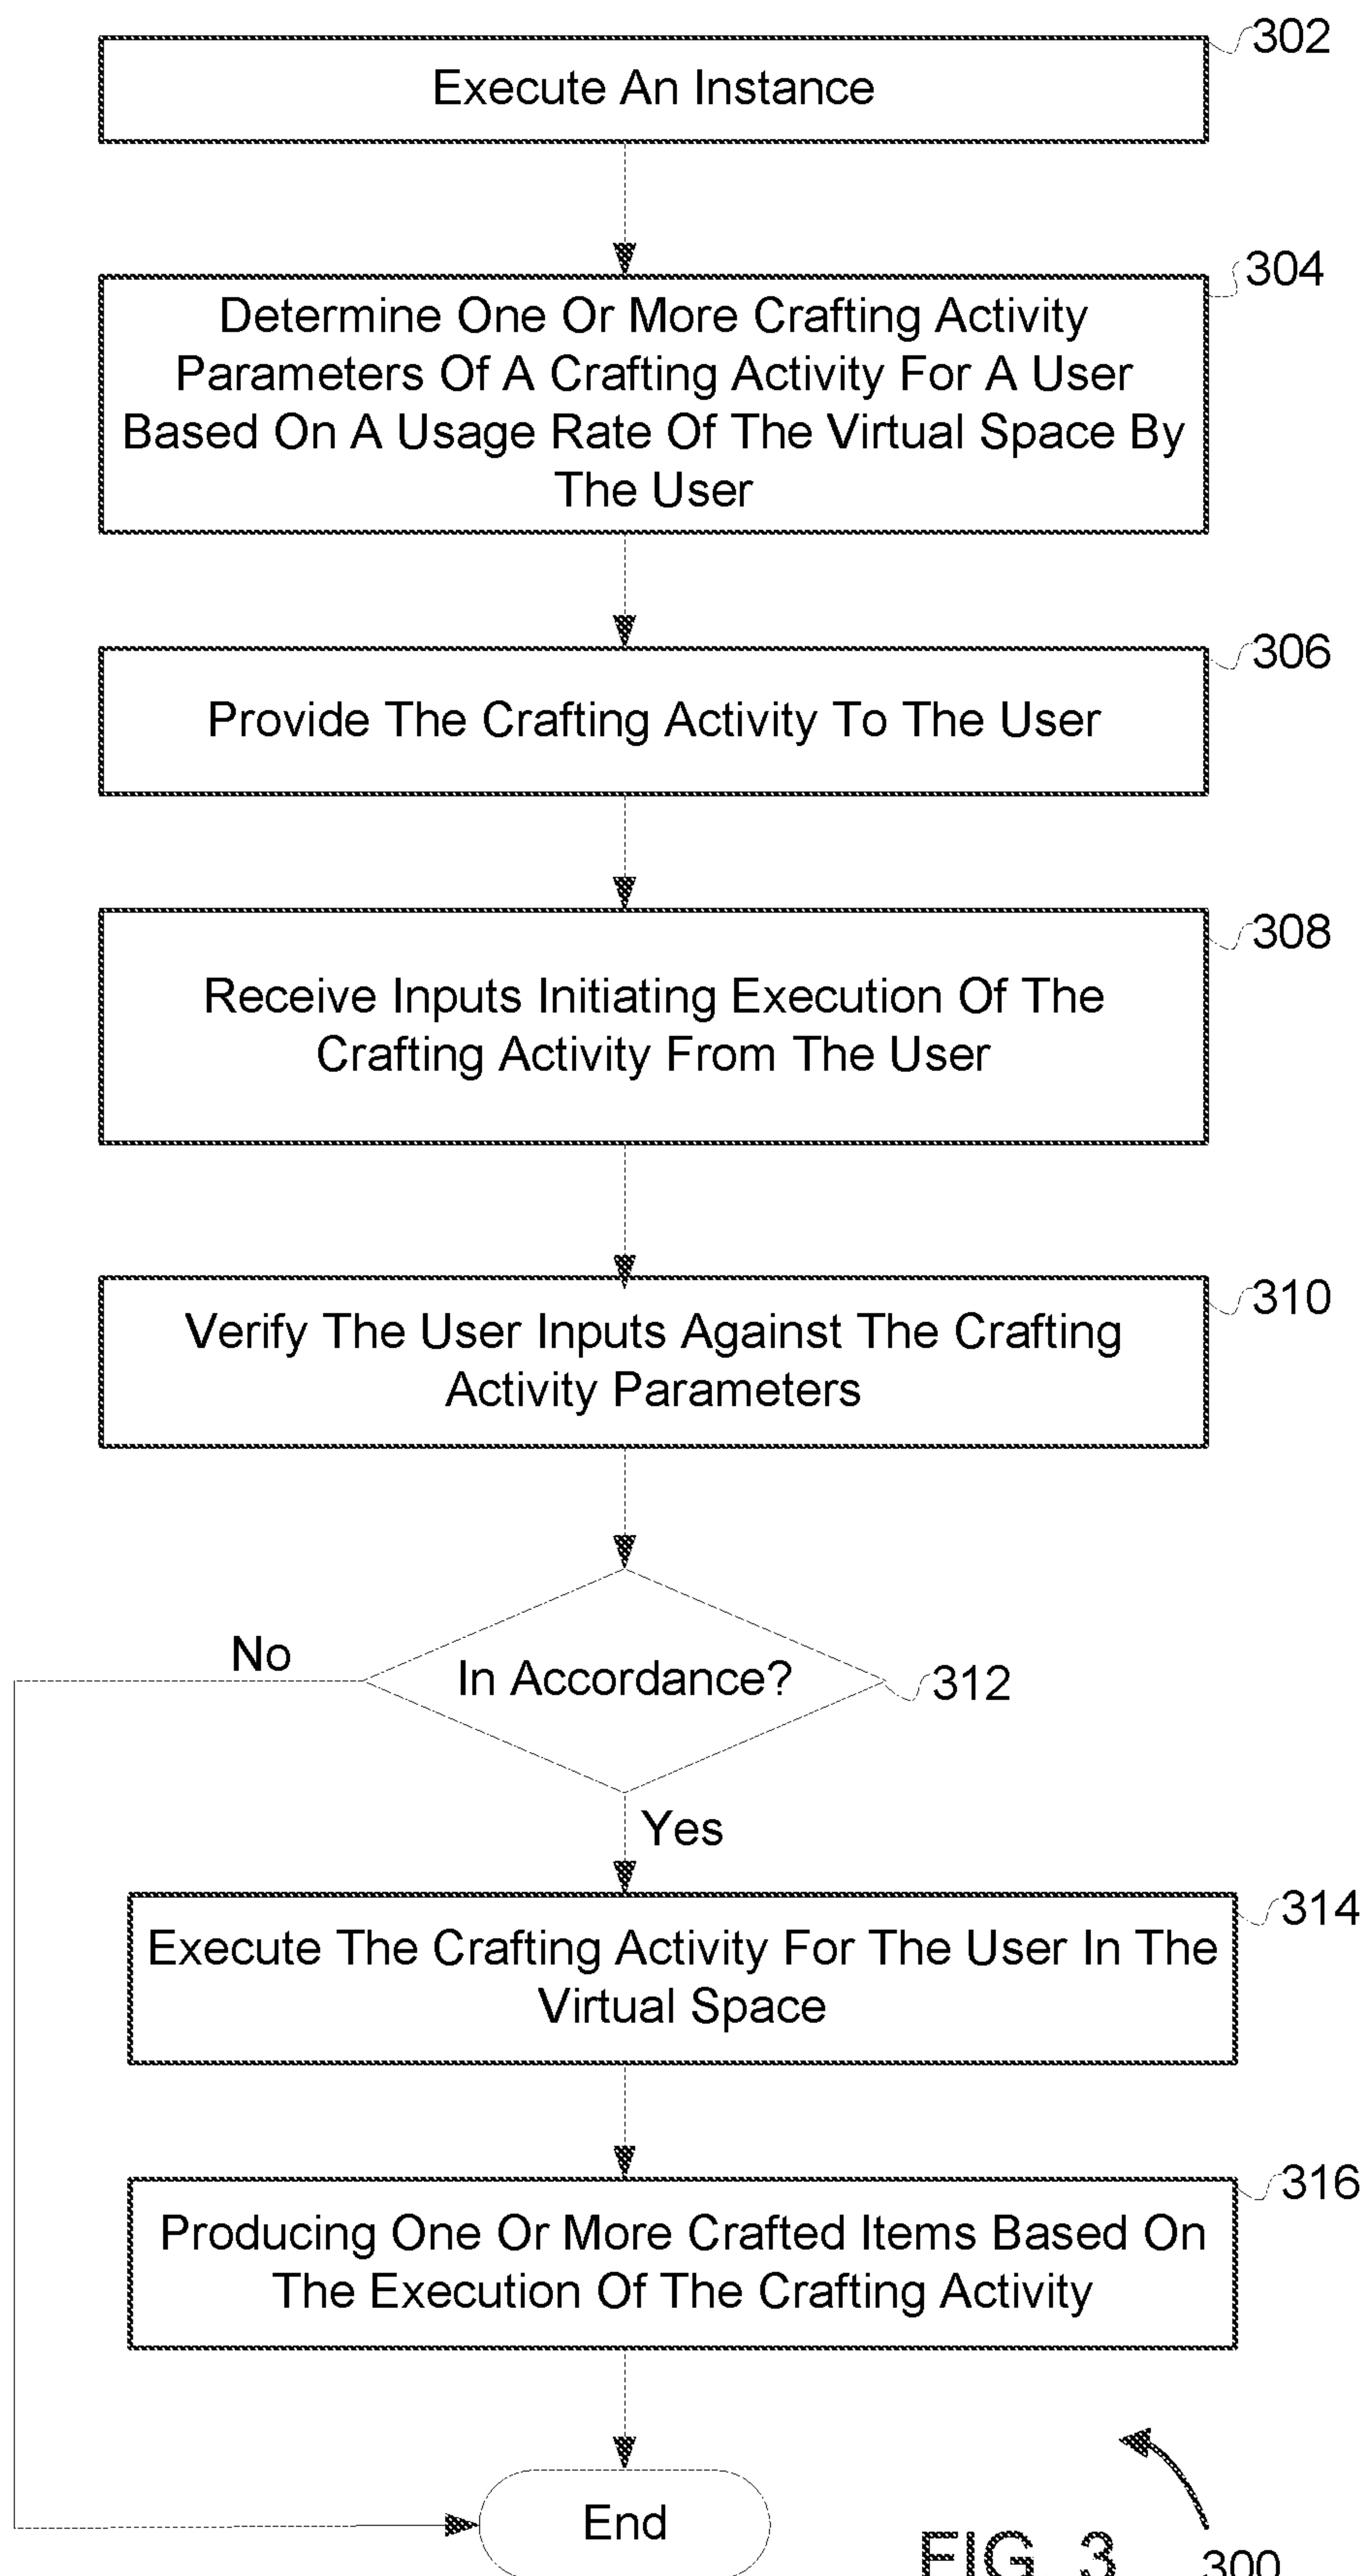 302
Execute An Instance
304
Determine One Or More Crafting Activity
Parameters Of A Crafting Activity For A User
Based On A Usage Rate Of The Virtual Space By
The User
306
Provide The Crafting Activity To The User
308
Receive Inputs Initiating Execution Of The
Crafting Activity From The User
310
Verify The User Inputs Against The Crafting
Activity Parameters
No
In Accordance?
312
Yes
314
Execute The Crafting Activity For The User In The
Virtual Space
316
Producing One Or More Crafted Items Based On
The Execution Of The Crafting Activity
End
FIG. 3
300